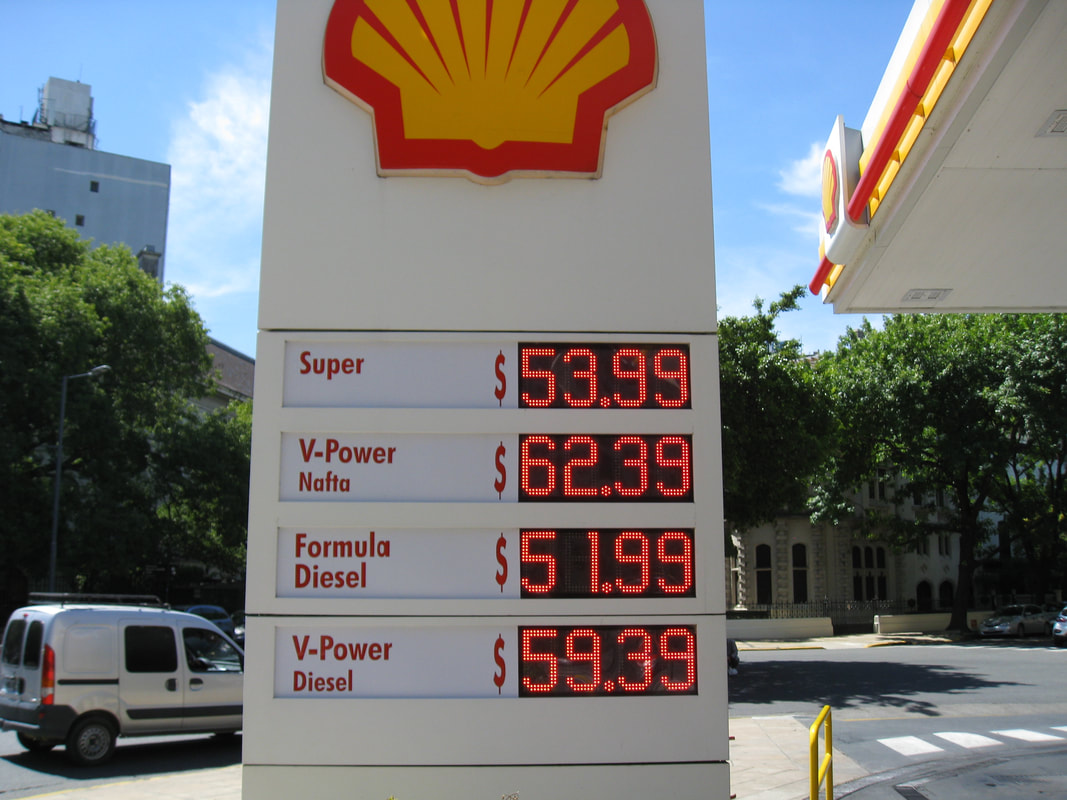 Super $ 53.99
V-Power
Nafta $ 62.39
Formula
Diesel $ 51.99
V-Power
Diesel $ 59.39